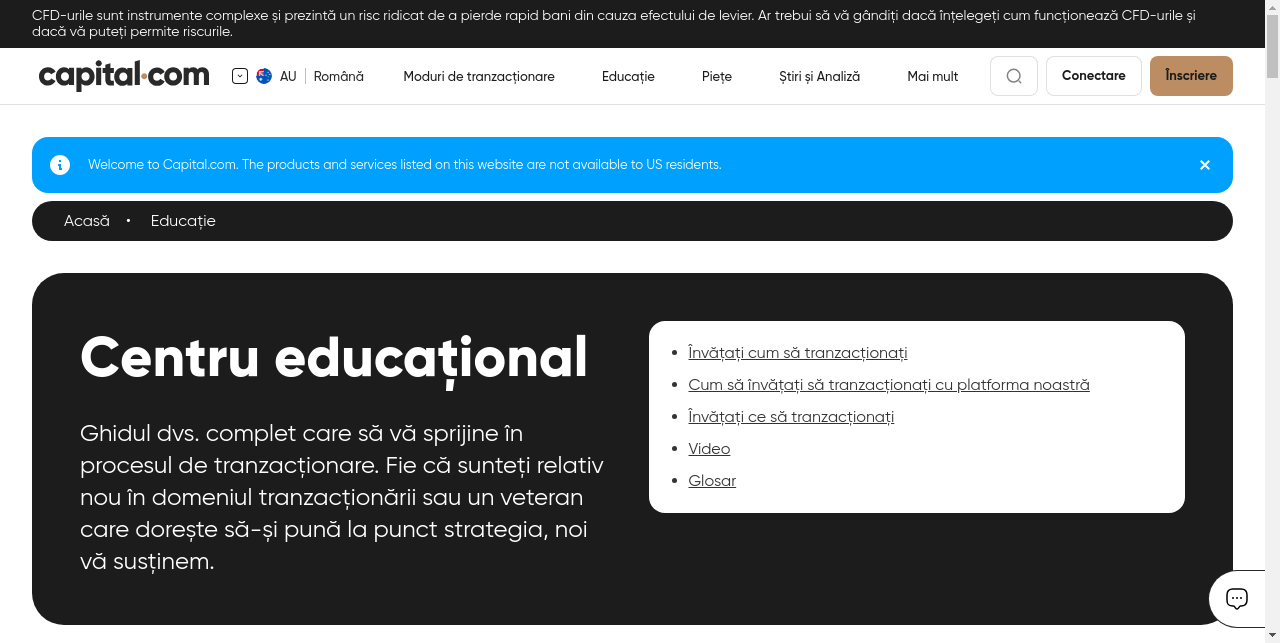 CFD-urile sunt instrumente complexe și prezintă un risc ridicat de a pierde rapid bani din cauza efectului de levier. Ar trebui să vă gândiți dacă înțelegeți cum funcționează CFD-urile și
dacă vă puteți permite riscurile.
capital.com AU Română Moduri de tranzacționare Educație Piețe Știri și Analiză Mai mult Conectare Înscriere
Welcome to Capital.com. The products and services listed on this website are not available to US residents.
Acasă • Educație
Centru educațional
Ghidul dvs. complet care să vă sprijine în
procesul de tranzacționare. Fie că sunteți relativ
nou în domeniul tranzacționării sau un veteran
care dorește să-și pună la punct strategia, noi
vă susținem.
Învățați cum să tranzacționați
Cum să învățați să tranzacționați cu platforma noastră
Învățați ce să tranzacționați
Video
Glosar